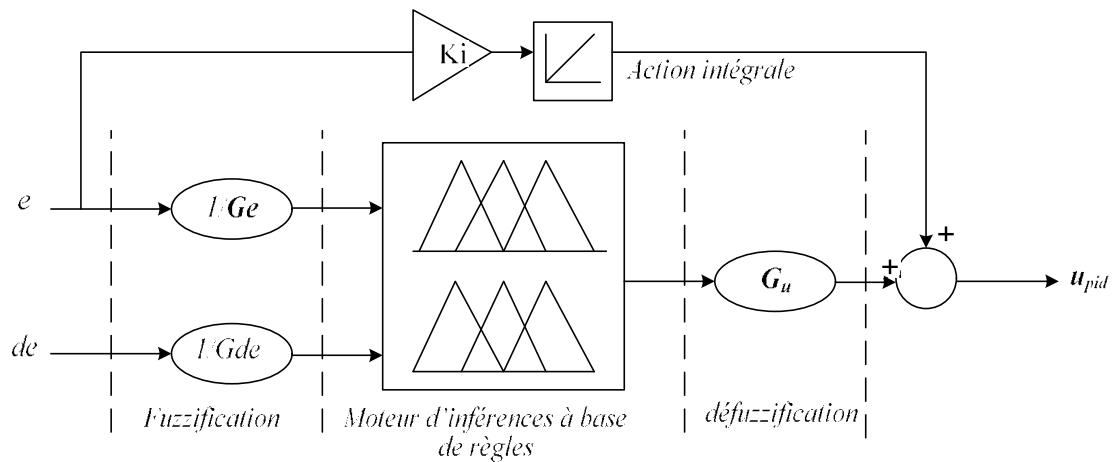 Ki
Action intégrale
e
1/Ge
+
+
Gu
upid
de
1/Gde
Fuzzification
Moteur d'inférences à base
de règles
défuzzification